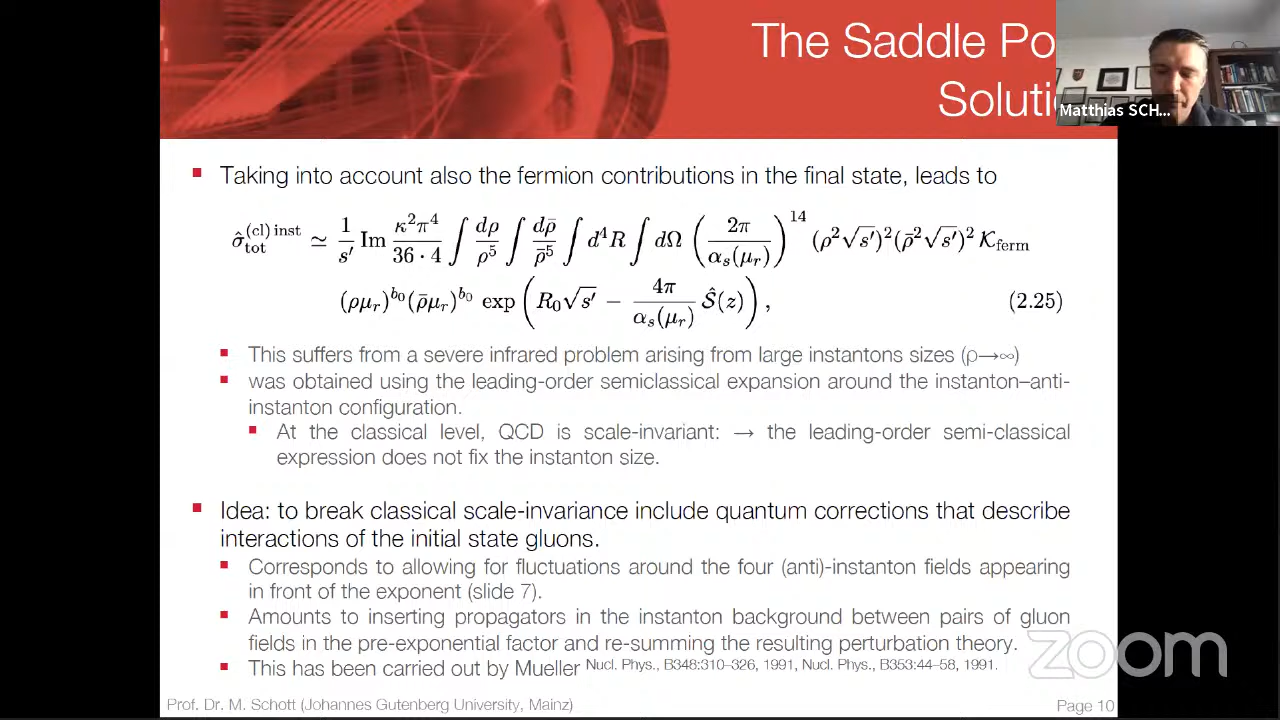 The Saddle Po
Soluti
Matthias SCH...
▪ Taking into account also the fermion contributions in the final state, leads to
σ̂_tot^(cl) inst ≃ 1/s′ Im κ²π⁴/(36 · 4) ∫ dρ/ρ⁵ ∫ dρ̄/ρ̄⁵ ∫ d⁴R ∫ dΩ (2π/α_s(μ_r))¹⁴ (ρ²√s′)² (ρ̄²√s′)² 𝒦_ferm
(ρμ_r)^b₀ (ρ̄μ_r)^b₀ exp (R₀√s′ − 4π/α_s(μ_r) 𝒮̂(z)) , (2.25)
▪ This suffers from a severe infrared problem arising from large instantons sizes (ρ→∞)
▪ was obtained using the leading-order semiclassical expansion around the instanton–anti-
instanton configuration.
▪ At the classical level, QCD is scale-invariant: → the leading-order semi-classical
expression does not fix the instanton size.
▪ Idea: to break classical scale-invariance include quantum corrections that describe
interactions of the initial state gluons.
▪ Corresponds to allowing for fluctuations around the four (anti)-instanton fields appearing
in front of the exponent (slide 7).
▪ Amounts to inserting propagators in the instanton background between pairs of gluon
fields in the pre-exponential factor and re-summing the resulting perturbation theory.
▪ This has been carried out by Mueller Nucl. Phys., B348:310–326, 1991, Nucl. Phys., B353:44–58, 1991.
zoom
Prof. Dr. M. Schott (Johannes Gutenberg University, Mainz) Page 10